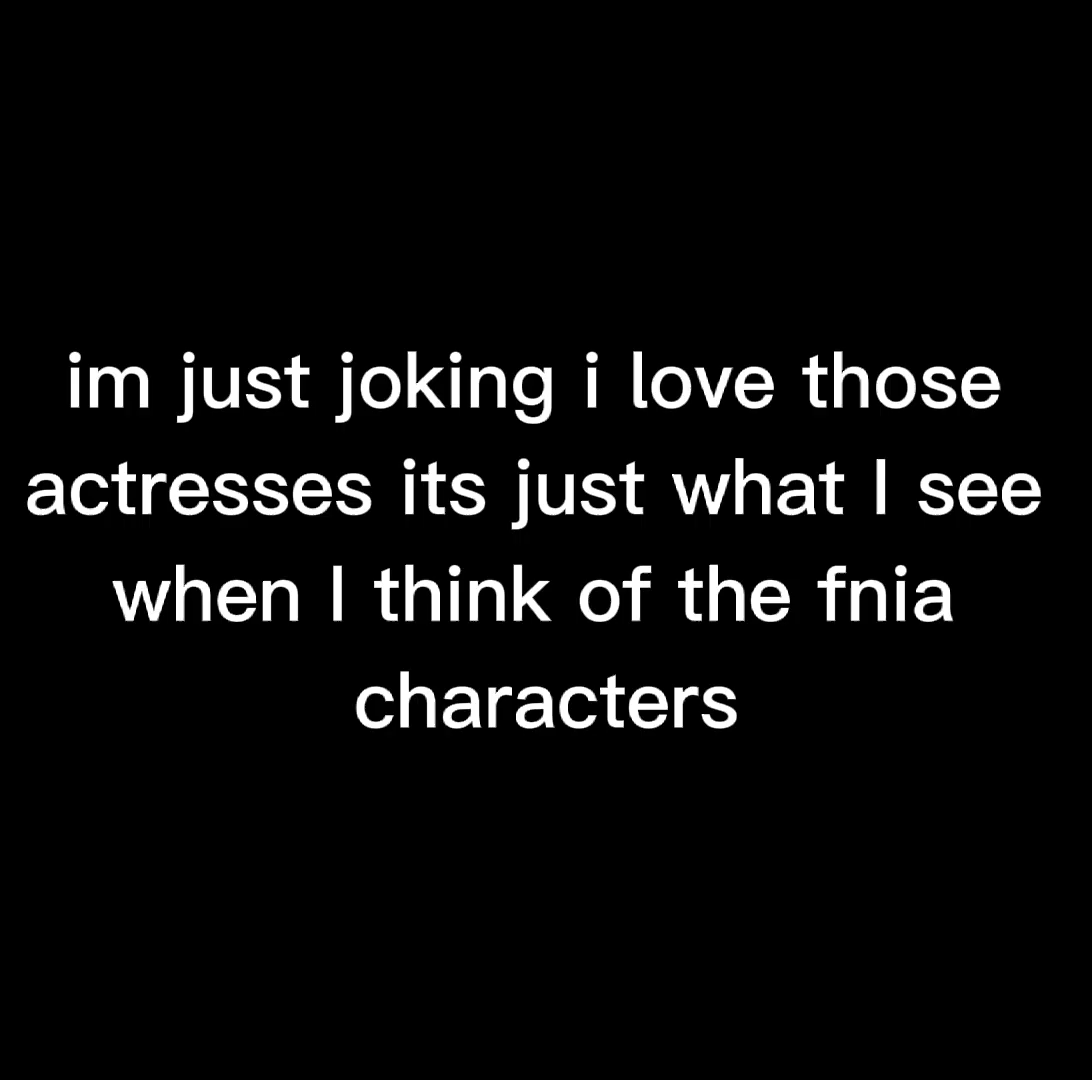 im just joking i love those
actresses its just what I see
when I think of the fnia
characters